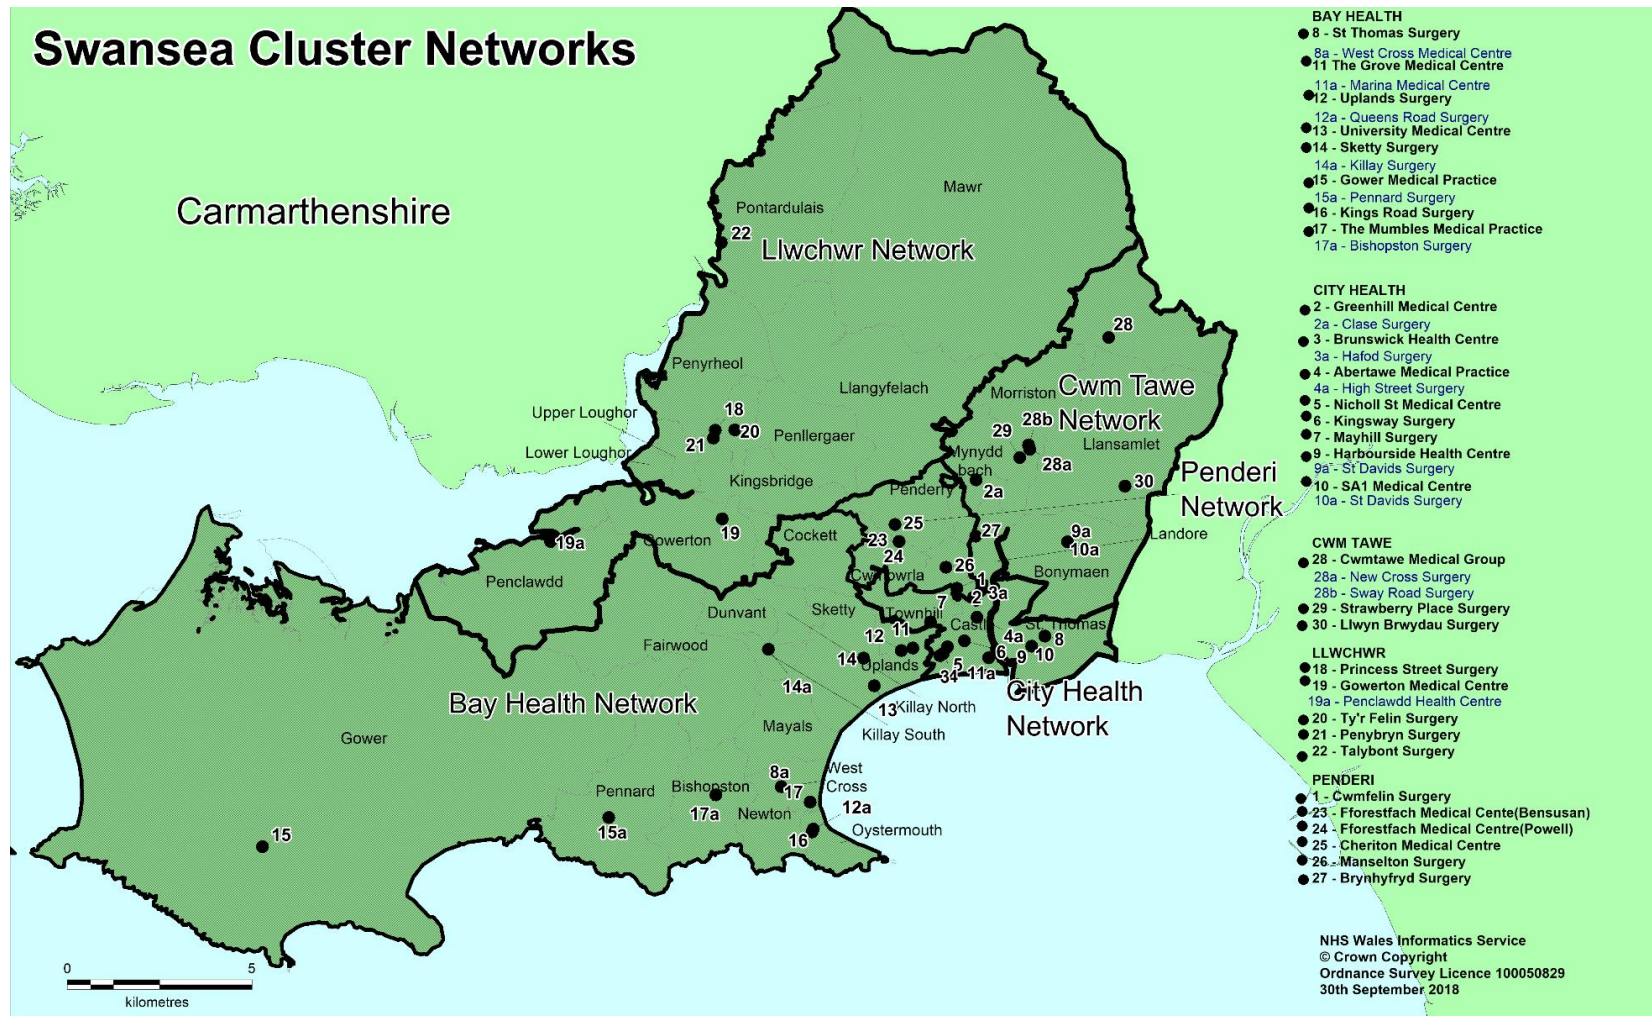 Swansea Cluster Networks
Carmarthenshire
Mawr
Pontardulais
22
Llwchwr Network
28
Penyrheol
Llangyfelach
Morriston
Cwm Tawe
Network
Upper Loughor
18
20
21
Penllergaer
28b
29
28a
Llansamlet
Lower Loughor
Mynydd
bach
Kingsbridge
Penderry
2a
30
Penderi
Network
19
19a
Gowerton
Cockett
25
23
24
27
9a
10a
Landore
Penclawdd
Cwmbwrla
26
1
Bonymaen
7
2
3a
Dunvant
Sketty
Townhill
Castle
St. Thomas
Fairwood
12
11
4a
8
14
Uplands
5
6
9
10
34
11a
14a
Bay Health Network
City Health
Network
13
Killay North
Killay South
Gower
Mayals
West
Cross
8a
17
Pennard
Bishopston
17a
Newton
12a
15
15a
16
Oystermouth
0 5
kilometres
BAY HEALTH
8 - St Thomas Surgery
8a - West Cross Medical Centre
11 The Grove Medical Centre
11a - Marina Medical Centre
12 - Uplands Surgery
12a - Queens Road Surgery
13 - University Medical Centre
14 - Sketty Surgery
14a - Killay Surgery
15 - Gower Medical Practice
15a - Pennard Surgery
16 - Kings Road Surgery
17 - The Mumbles Medical Practice
17a - Bishopston Surgery
CITY HEALTH
2 - Greenhill Medical Centre
2a - Clase Surgery
3 - Brunswick Health Centre
3a - Hafod Surgery
4 - Abertawe Medical Practice
4a - High Street Surgery
5 - Nicholl St Medical Centre
6 - Kingsway Surgery
7 - Mayhill Surgery
9 - Harbourside Health Centre
9a - St Davids Surgery
10 - SA1 Medical Centre
10a - St Davids Surgery
CWM TAWE
28 - Cwmtawe Medical Group
28a - New Cross Surgery
28b - Sway Road Surgery
29 - Strawberry Place Surgery
30 - Llwyn Brwydau Surgery
LLWCHWR
18 - Princess Street Surgery
19 - Gowerton Medical Centre
19a - Penclawdd Health Centre
20 - Ty'r Felin Surgery
21 - Penybryn Surgery
22 - Talybont Surgery
PENDERI
1 - Cwmfelin Surgery
23 - Fforestfach Medical Cente(Bensusan)
24 - Fforestfach Medical Centre(Powell)
25 - Cheriton Medical Centre
26 - Manselton Surgery
27 - Brynhyfryd Surgery
NHS Wales Informatics Service
© Crown Copyright
Ordnance Survey Licence 100050829
30th September 2018